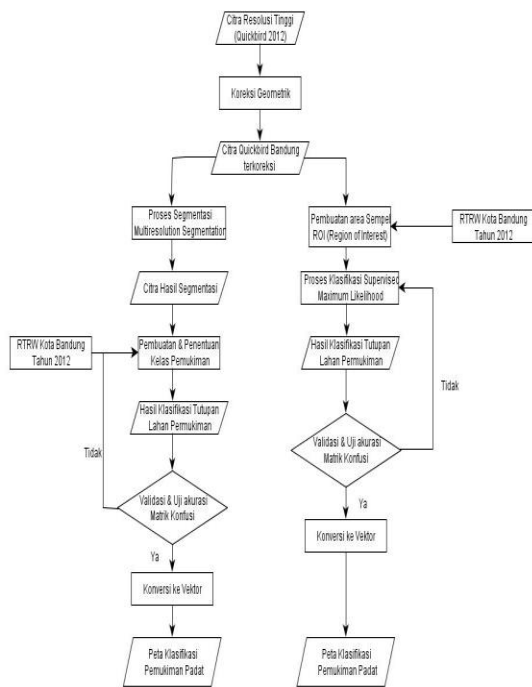 Citra Resolusi Tinggi
(Quickbird 2012)
Koreksi Geometrik
Citra Quickbird Bandung
terkoreksi
Proses Segmentasi
Multiresolution Segmentation
Citra Hasil Segmentasi
RTRW Kota Bandung
Tahun 2012
Pembuatan & Penentuan
Kelas Pemukiman
Hasil Klasifikasi Tutupan
Lahan Permukiman
Tidak
Validasi & Uji akurasi
Matrik Konfusi
Ya
Konversi ke Vektor
Peta Klasifikasi
Pemukiman Padat
Pembuatan area Sempel
ROI (Region of Interest)
RTRW Kota Bandung
Tahun 2012
Proses Klasifikasi Supervised
Maximum Likelihood
Hasil Klasifikasi Tutupan
Lahan Permukiman
Tidak
Validasi & Uji akurasi
Matrik Konfusi
Ya
Konversi ke Vektor
Peta Klasifikasi
Pemukiman Padat